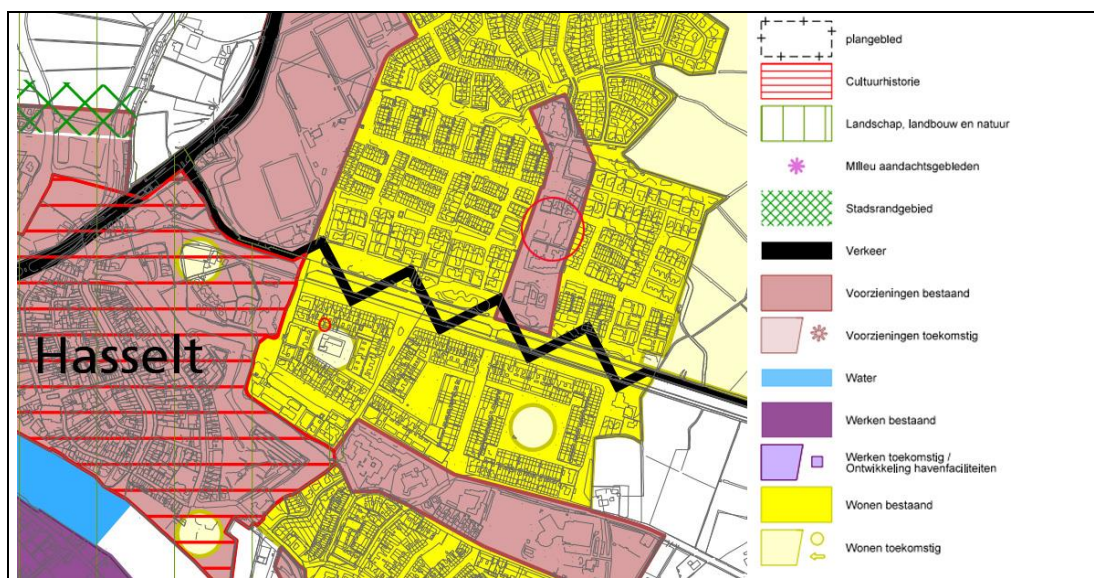 Hasselt
plangebied
Cultuurhistorie
Landschap, landbouw en natuur
Milieu aandachtsgebieden
Stadsrandgebied
Verkeer
Voorzieningen bestaand
Voorzieningen toekomstig
Water
Werken bestaand
Werken toekomstig /
Ontwikkeling havenfaciliteiten
Wonen bestaand
Wonen toekomstig